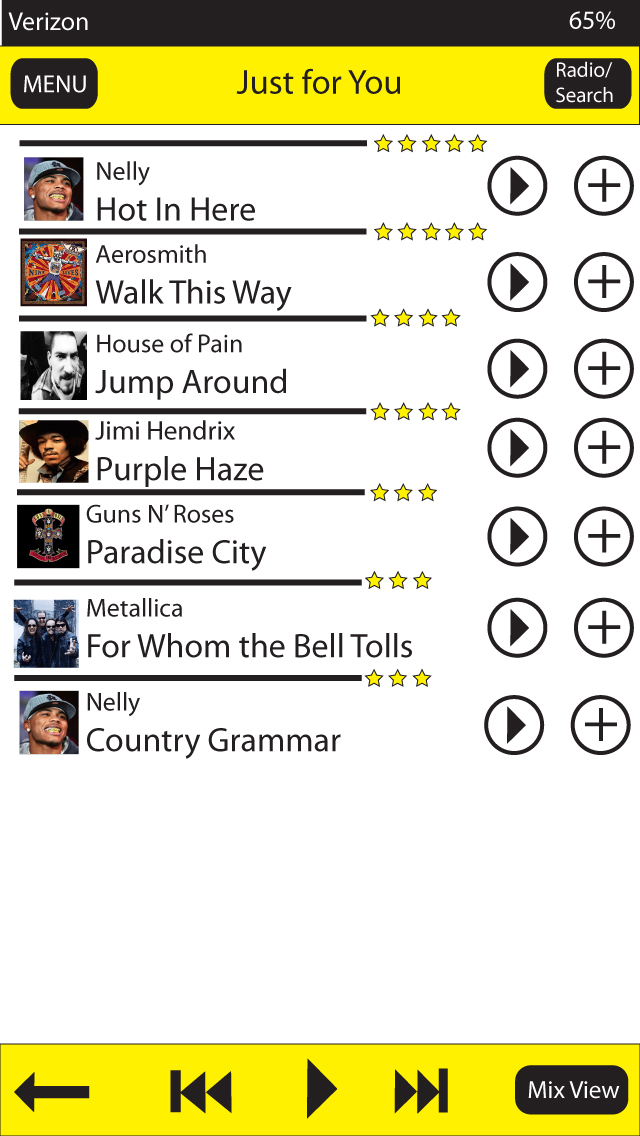 Verizon 65%
MENU Just for You Radio/
Search
Nelly
Hot In Here
Aerosmith
Walk This Way
House of Pain
Jump Around
Jimi Hendrix
Purple Haze
Guns N’ Roses
Paradise City
Metallica
For Whom the Bell Tolls
Nelly
Country Grammar
Mix View